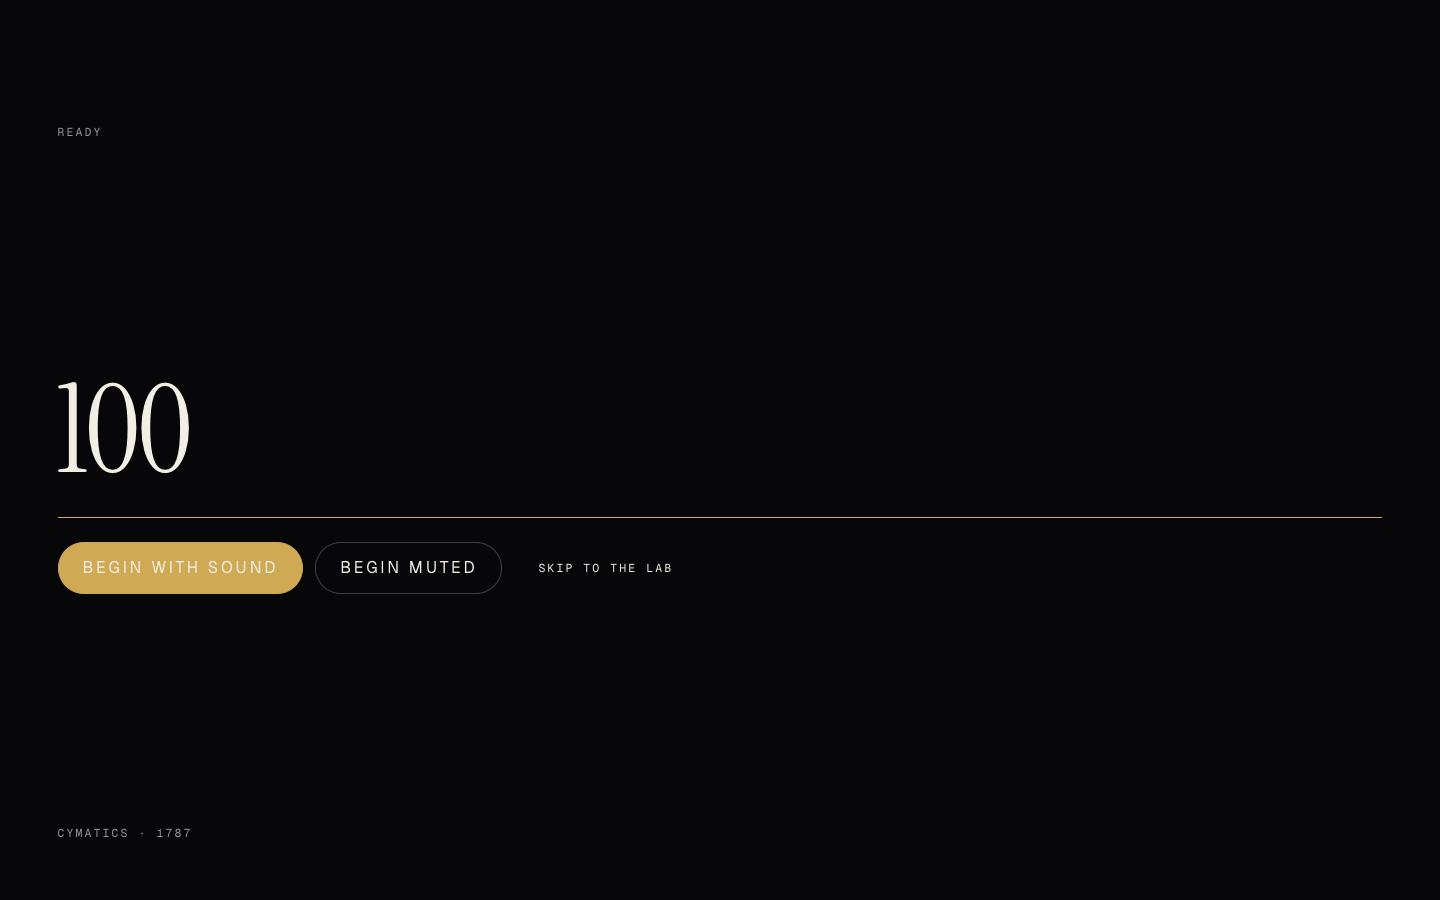 READY
100
BEGIN WITH SOUND
BEGIN MUTED
SKIP TO THE LAB
CYMATICS · 1787